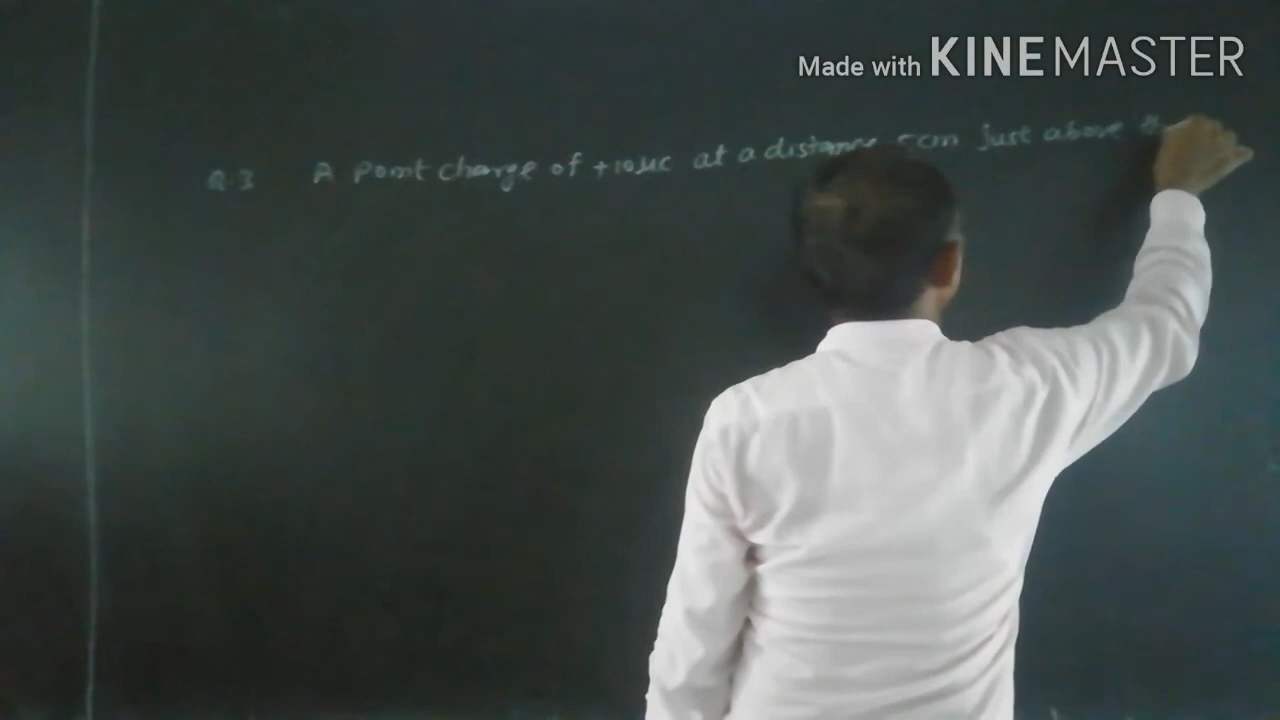 Made with KINEMASTER
Q.3 A Point charge of +10μC at a distance 5cm just above